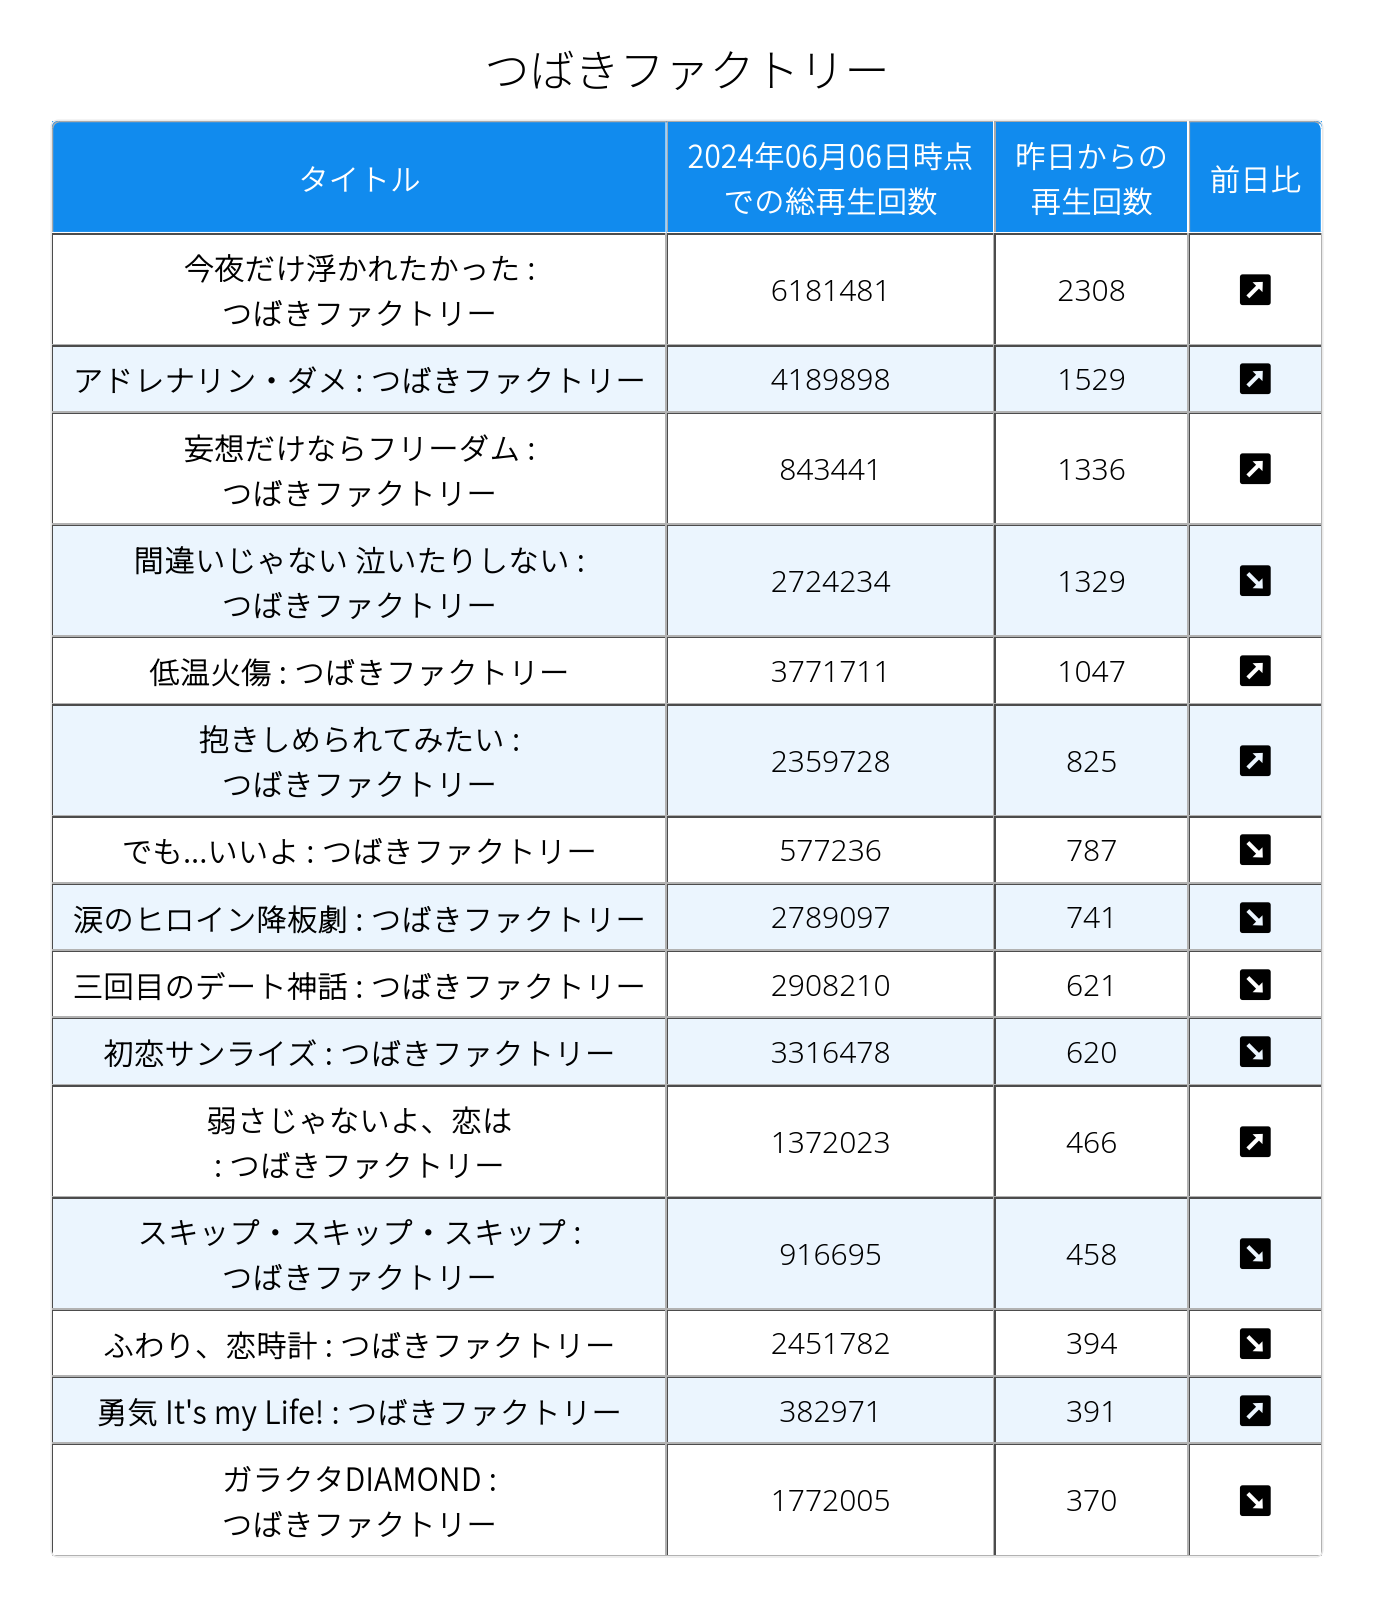 つばきファクトリー
タイトル
2024年06月06日時点
での総再生回数
昨日からの
再生回数
前日比
今夜だけ浮かれたかった :
つばきファクトリー
6181481
2308
アドレナリン・ダメ : つばきファクトリー
4189898
1529
妄想だけならフリーダム :
つばきファクトリー
843441
1336
間違いじゃない 泣いたりしない :
つばきファクトリー
2724234
1329
低温火傷 : つばきファクトリー
3771711
1047
抱きしめられてみたい :
つばきファクトリー
2359728
825
でも...いいよ : つばきファクトリー
577236
787
涙のヒロイン降板劇 : つばきファクトリー
2789097
741
三回目のデート神話 : つばきファクトリー
2908210
621
初恋サンライズ : つばきファクトリー
3316478
620
弱さじゃないよ、恋は
: つばきファクトリー
1372023
466
スキップ・スキップ・スキップ :
つばきファクトリー
916695
458
ふわり、恋時計 : つばきファクトリー
2451782
394
勇気 It's my Life! : つばきファクトリー
382971
391
ガラクタDIAMOND :
つばきファクトリー
1772005
370